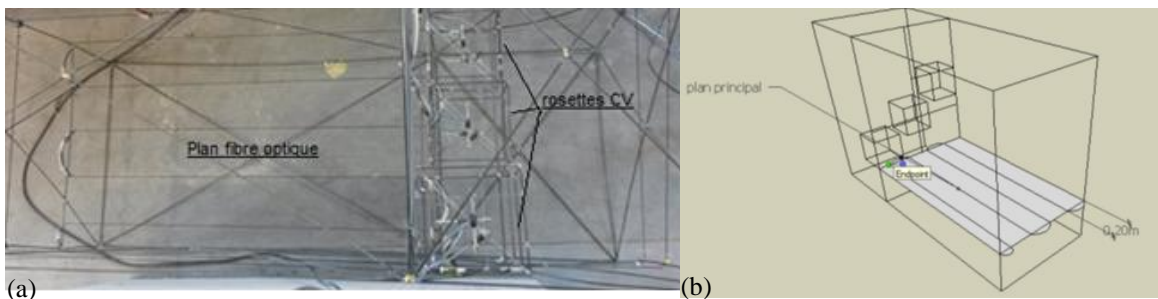 Plan fibre optique
rosettes CV
(a)
plan principal
Endpoint
0,20m
(b)